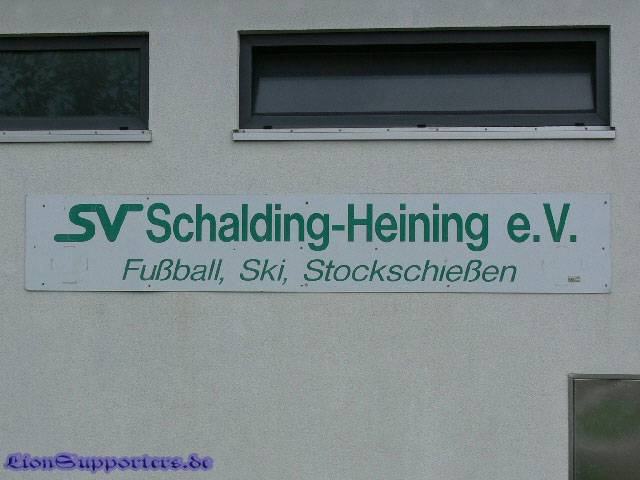 SV Schalding-Heining e.V.
Fußball, Ski, Stockschießen
LionSupporters.de